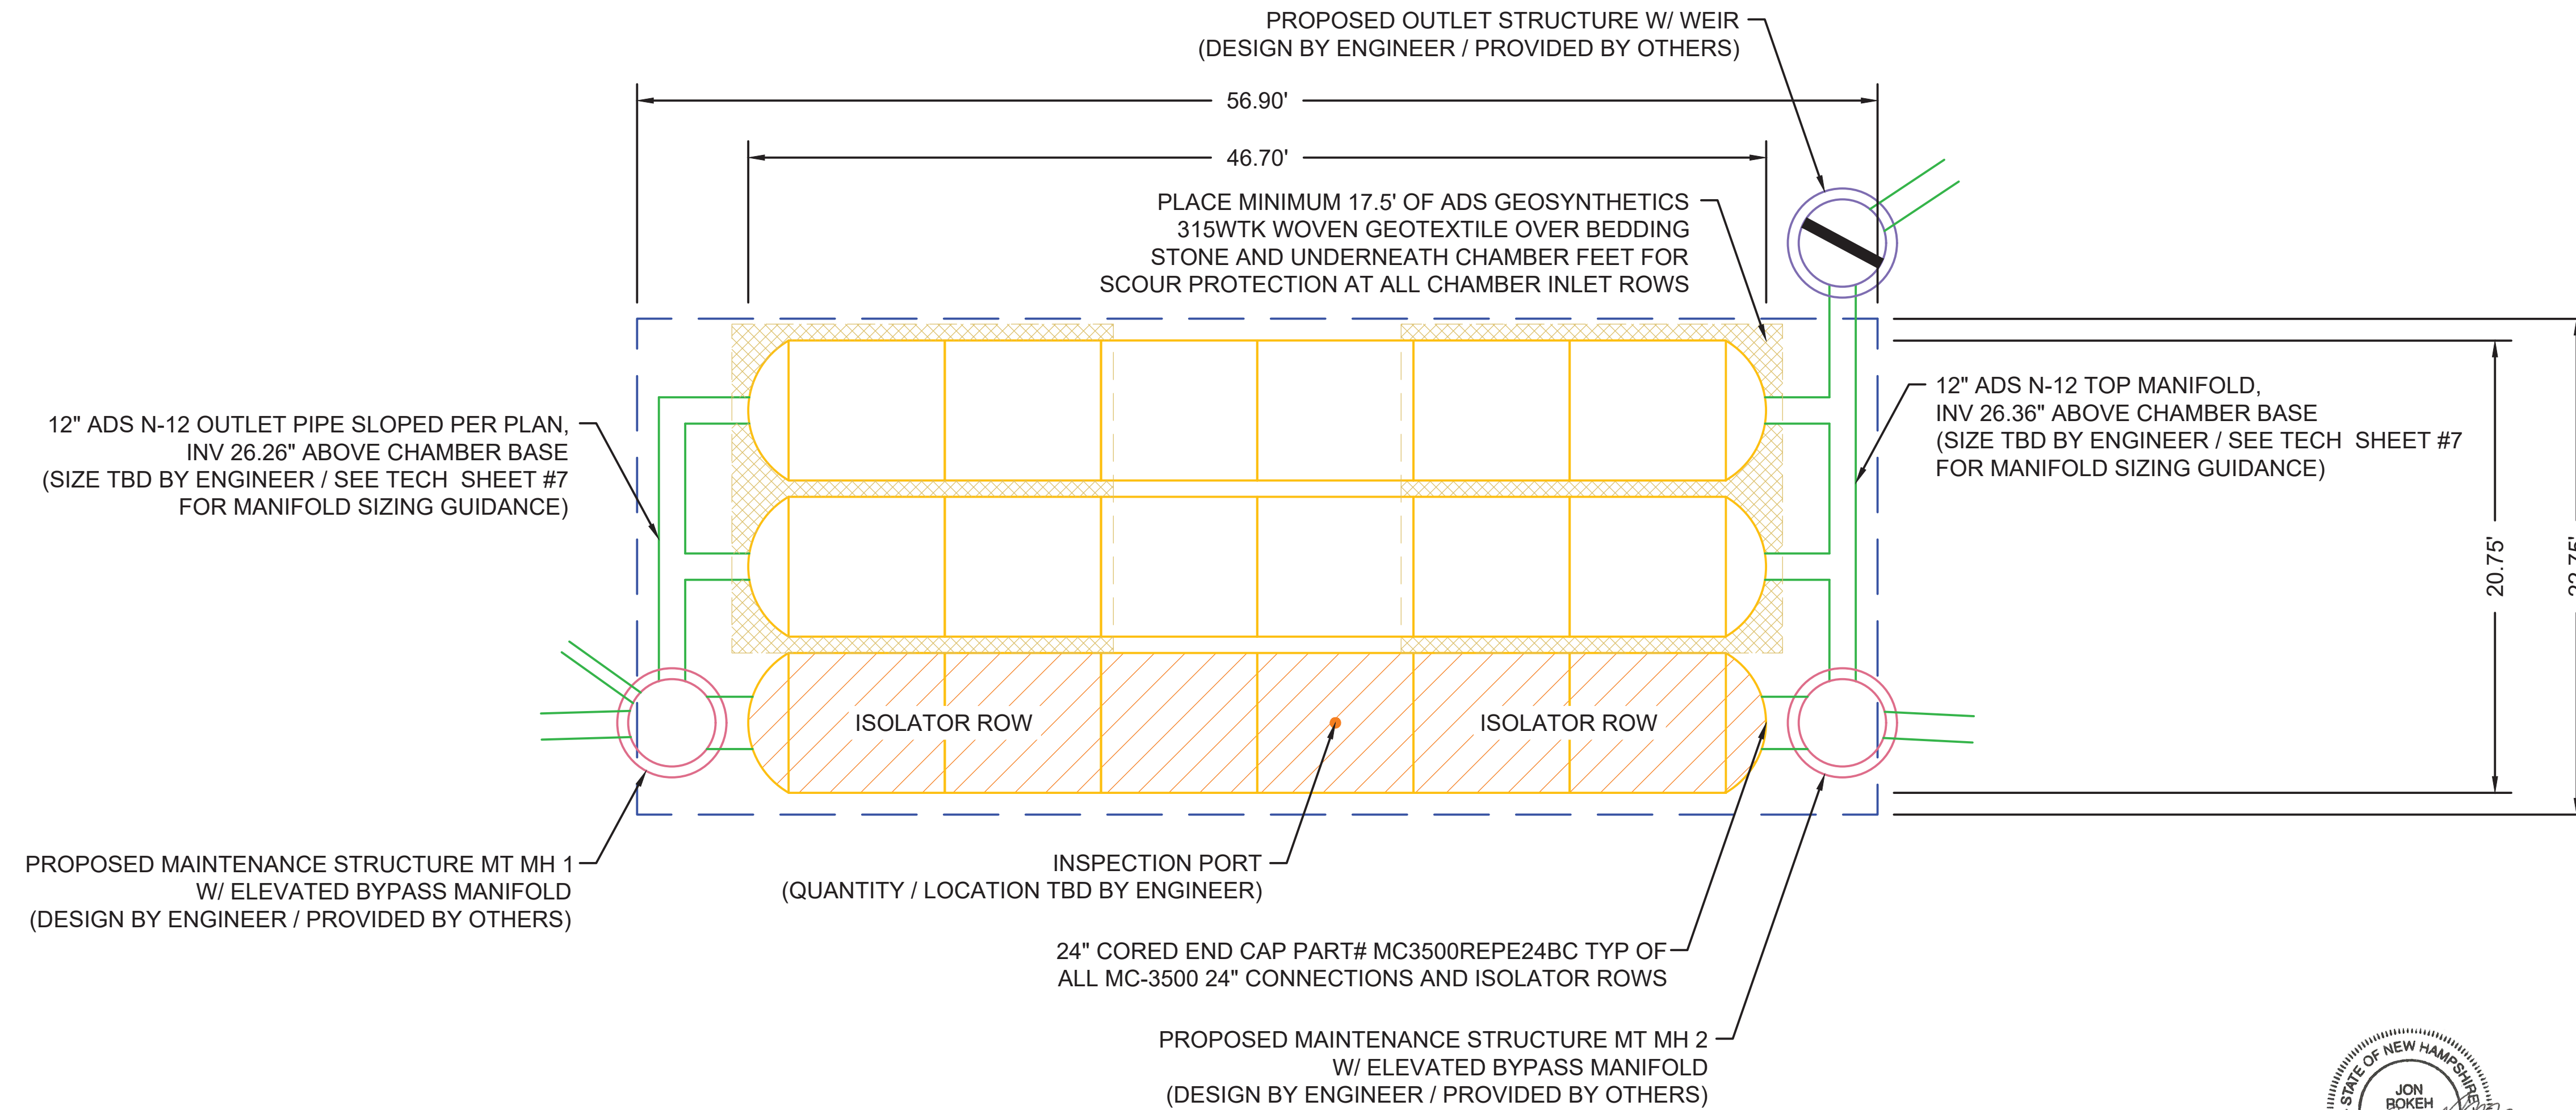 PROPOSED OUTLET STRUCTURE W/ WEIR
(DESIGN BY ENGINEER / PROVIDED BY OTHERS)
56.90'
46.70'
PLACE MINIMUM 17.5' OF ADS GEOSYNTHETICS
315WTK WOVEN GEOTEXTILE OVER BEDDING
STONE AND UNDERNEATH CHAMBER FEET FOR
SCOUR PROTECTION AT ALL CHAMBER INLET ROWS
12" ADS N-12 OUTLET PIPE SLOPED PER PLAN,
INV 26.26" ABOVE CHAMBER BASE
(SIZE TBD BY ENGINEER / SEE TECH SHEET #7
FOR MANIFOLD SIZING GUIDANCE)
12" ADS N-12 TOP MANIFOLD,
INV 26.36" ABOVE CHAMBER BASE
(SIZE TBD BY ENGINEER / SEE TECH SHEET #7
FOR MANIFOLD SIZING GUIDANCE)
20.75'
ISOLATOR ROW
ISOLATOR ROW
PROPOSED MAINTENANCE STRUCTURE MT MH 1
W/ ELEVATED BYPASS MANIFOLD
(DESIGN BY ENGINEER / PROVIDED BY OTHERS)
INSPECTION PORT
(QUANTITY / LOCATION TBD BY ENGINEER)
24" CORED END CAP PART# MC3500REPE24BC TYP OF
ALL MC-3500 24" CONNECTIONS AND ISOLATOR ROWS
PROPOSED MAINTENANCE STRUCTURE MT MH 2
W/ ELEVATED BYPASS MANIFOLD
(DESIGN BY ENGINEER / PROVIDED BY OTHERS)
STATE OF NEW HAMPSHIRE
JON
BOKEH